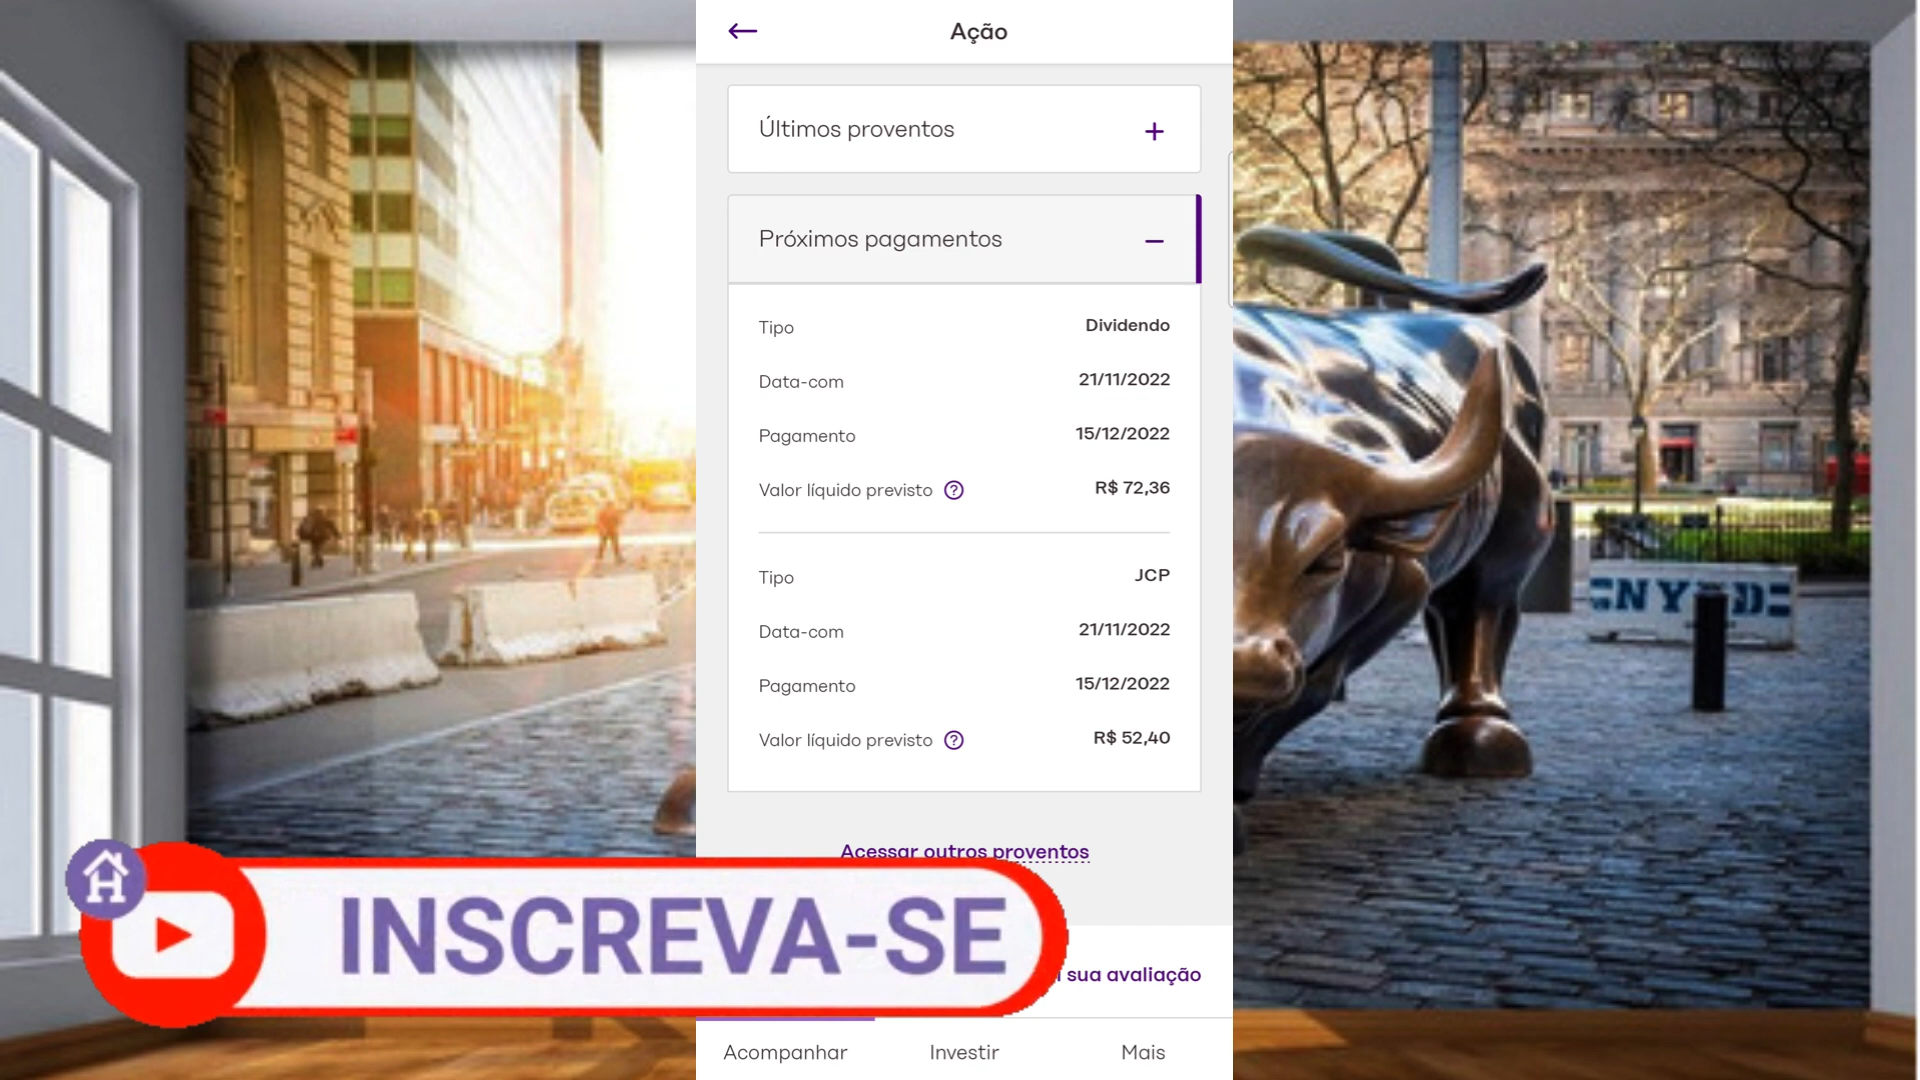 Ação
Últimos proventos
Próximos pagamentos
Tipo Dividendo
Data-com 21/11/2022
Pagamento 15/12/2022
Valor líquido previsto ? R$ 72,36
Tipo JCP
Data-com 21/11/2022
Pagamento 15/12/2022
Valor líquido previsto ? R$ 52,40
Acessar outros proventos
INSCREVA-SE
sua avaliação
Acompanhar Investir Mais